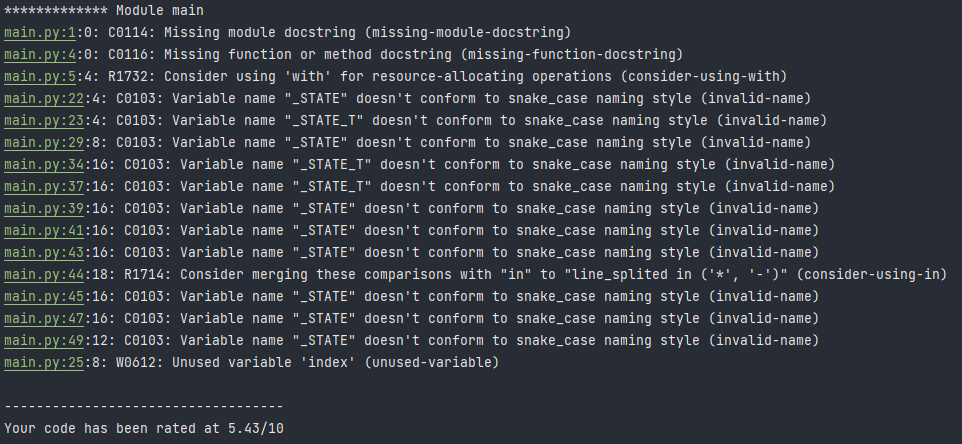 ************* Module main
main.py:1:0: C0114: Missing module docstring (missing-module-docstring)
main.py:4:0: C0116: Missing function or method docstring (missing-function-docstring)
main.py:5:4: R1732: Consider using 'with' for resource-allocating operations (consider-using-with)
main.py:22:4: C0103: Variable name "_STATE" doesn't conform to snake_case naming style (invalid-name)
main.py:23:4: C0103: Variable name "_STATE_T" doesn't conform to snake_case naming style (invalid-name)
main.py:29:8: C0103: Variable name "_STATE" doesn't conform to snake_case naming style (invalid-name)
main.py:34:16: C0103: Variable name "_STATE_T" doesn't conform to snake_case naming style (invalid-name)
main.py:37:16: C0103: Variable name "_STATE_T" doesn't conform to snake_case naming style (invalid-name)
main.py:39:16: C0103: Variable name "_STATE" doesn't conform to snake_case naming style (invalid-name)
main.py:41:16: C0103: Variable name "_STATE" doesn't conform to snake_case naming style (invalid-name)
main.py:43:16: C0103: Variable name "_STATE" doesn't conform to snake_case naming style (invalid-name)
main.py:44:18: R1714: Consider merging these comparisons with "in" to "line_splited in ('*', '-')" (consider-using-in)
main.py:45:16: C0103: Variable name "_STATE" doesn't conform to snake_case naming style (invalid-name)
main.py:47:16: C0103: Variable name "_STATE" doesn't conform to snake_case naming style (invalid-name)
main.py:49:12: C0103: Variable name "_STATE" doesn't conform to snake_case naming style (invalid-name)
main.py:25:8: W0612: Unused variable 'index' (unused-variable)
-----------------------------------
Your code has been rated at 5.43/10